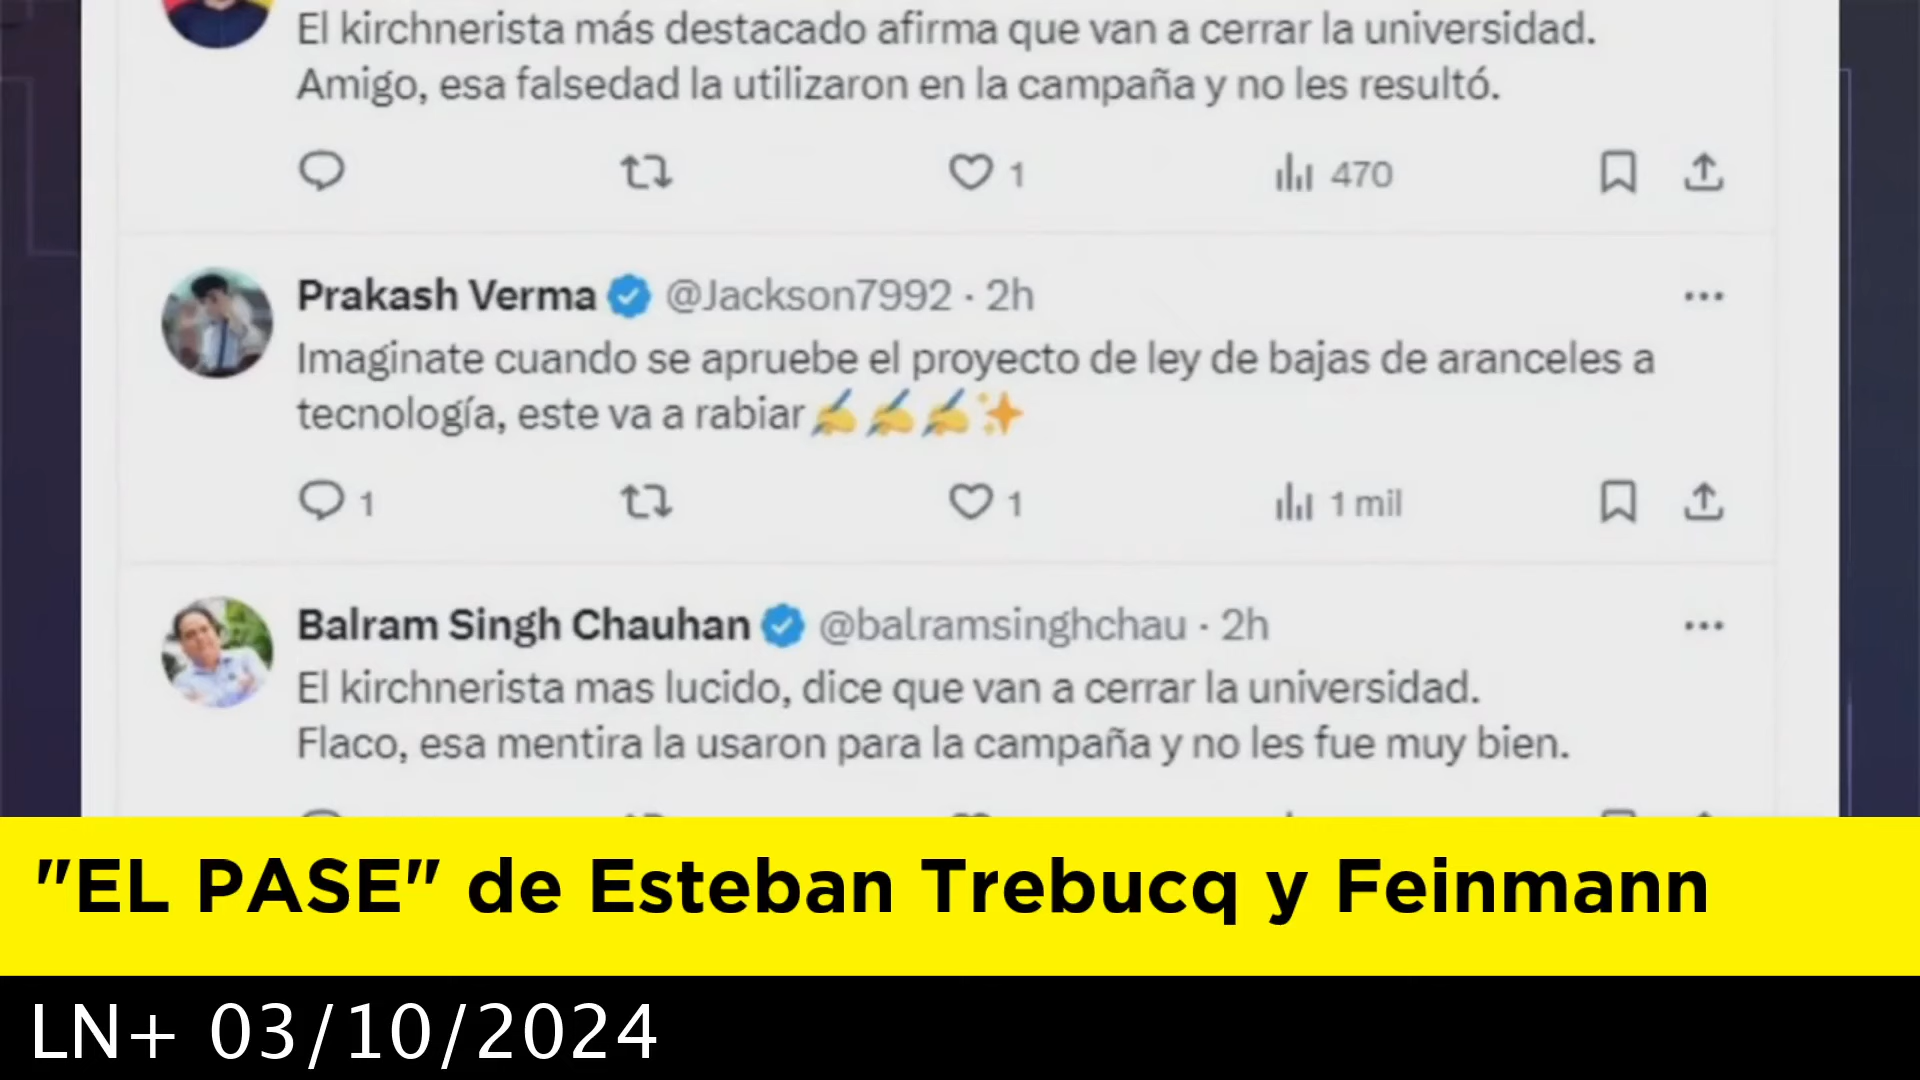 El kirchnerista más destacado afirma que van a cerrar la universidad.
Amigo, esa falsedad la utilizaron en la campaña y no les resultó.
1 470
Prakash Verma @Jackson7992 · 2h
Imaginate cuando se apruebe el proyecto de ley de bajas de aranceles a
tecnología, este va a rabiar✍️✍️✍️✨
1 1 1 mil
Balram Singh Chauhan @balramsinghchau · 2h
El kirchnerista mas lucido, dice que van a cerrar la universidad.
Flaco, esa mentira la usaron para la campaña y no les fue muy bien.
"EL PASE" de Esteban Trebucq y Feinmann
LN+ 03/10/2024